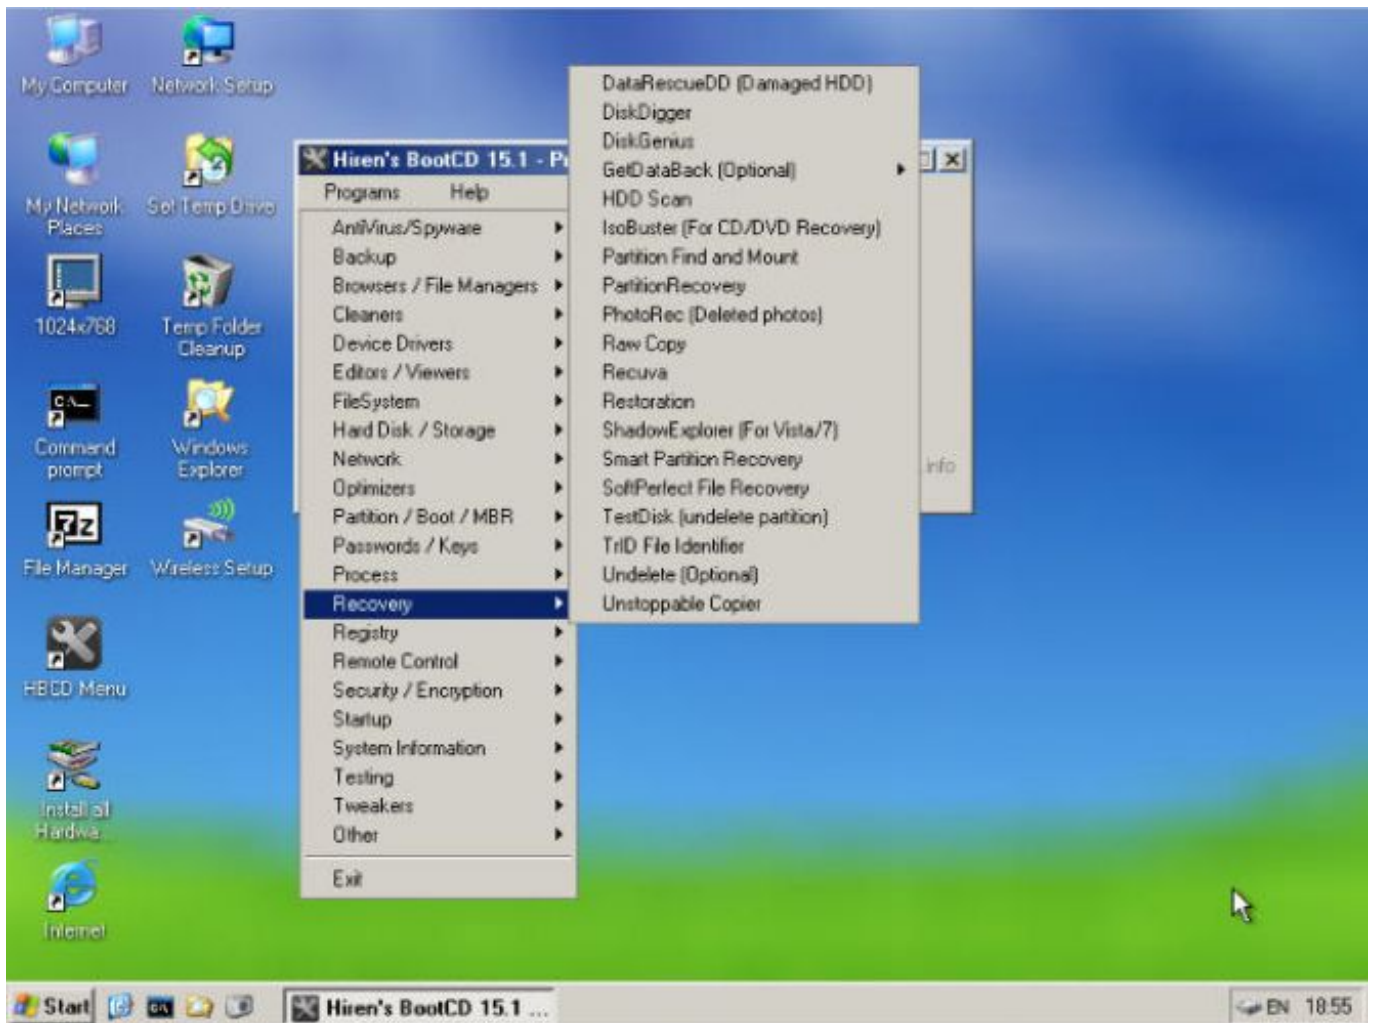 My Computer
Network Setup
My Network
Places
Set Temp Drive
1024x768
Temp Folder
Cleanup
C:\_
Command
prompt
Windows
Explorer
7z
File Manager
Wireless Setup
HBCD Menu
Install all
Hardwa...
Internet
Hiren's BootCD 15.1 - P
Programs
Help
AntiVirus/Spyware
Backup
Browsers / File Managers
Cleaners
Device Drivers
Editors / Viewers
FileSystem
Hard Disk / Storage
Network
Optimizers
Partition / Boot / MBR
Passwords / Keys
Process
Recovery
Registry
Remote Control
Security / Encryption
Startup
System Information
Testing
Tweakers
Other
Exit
DataRescueDD (Damaged HDD)
DiskDigger
DiskGenius
GetDataBack (Optional)
HDD Scan
IsoBuster (For CD/DVD Recovery)
Partition Find and Mount
PartitionRecovery
PhotoRec (Deleted photos)
Raw Copy
Recuva
Restoration
ShadowExplorer (For Vista/7)
Smart Partition Recovery
SoftPerfect File Recovery
TestDisk (undelete partition)
TrID File Identifier
Undelete (Optional)
Unstoppable Copier
.info
Start
Hiren's BootCD 15.1 ...
EN
18:55